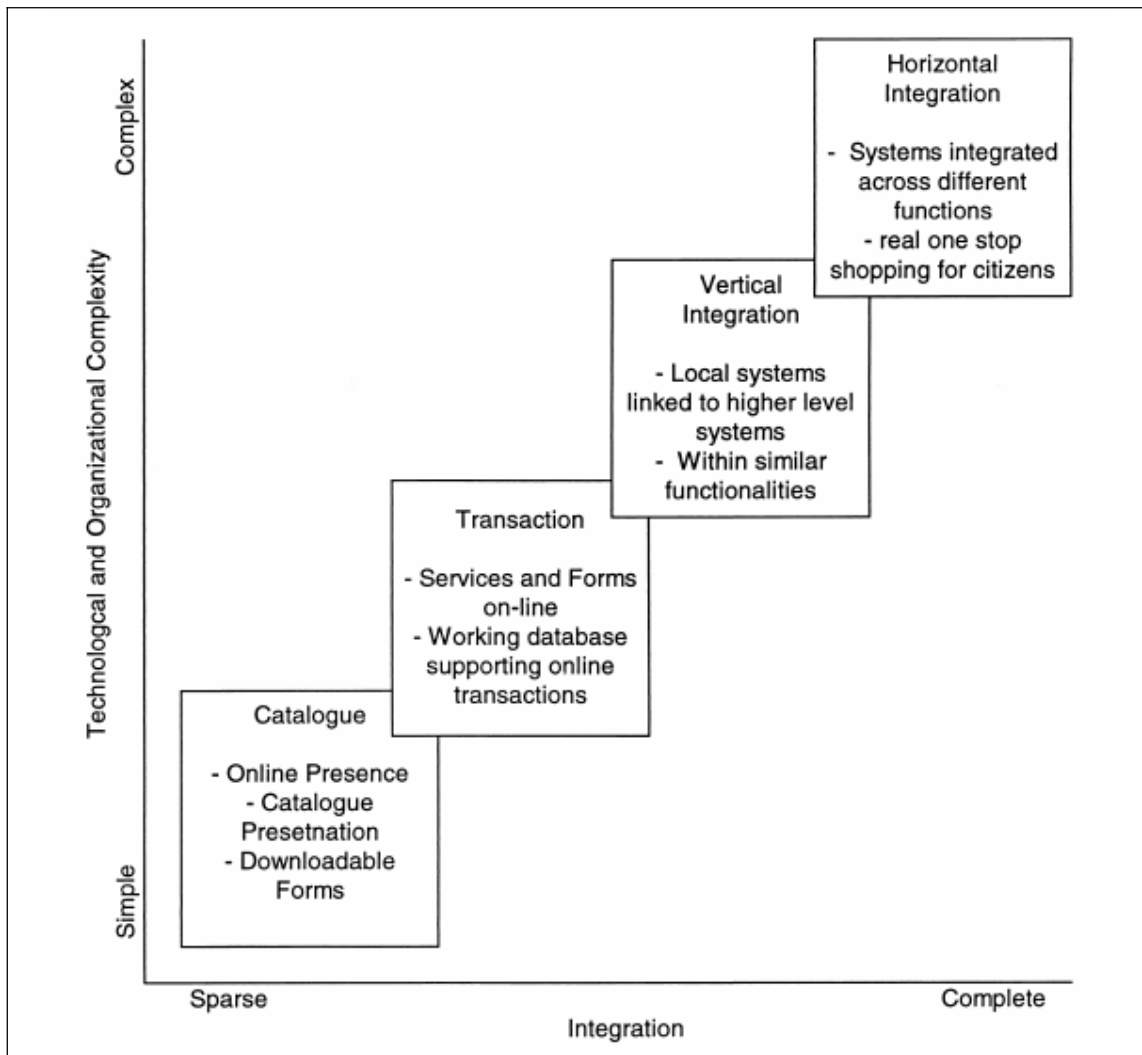 Complex
Technologcal and Organizational Complexity
Simple
Horizontal
Integration
- Systems integrated
across different
functions
- real one stop
shopping for citizens
Vertical
Integration
- Local systems
linked to higher level
systems
- Within similar
functionalities
Transaction
- Services and Forms
on-line
- Working database
supporting online
transactions
Catalogue
- Online Presence
- Catalogue
Presetnation
- Downloadable
Forms
Sparse
Complete
Integration